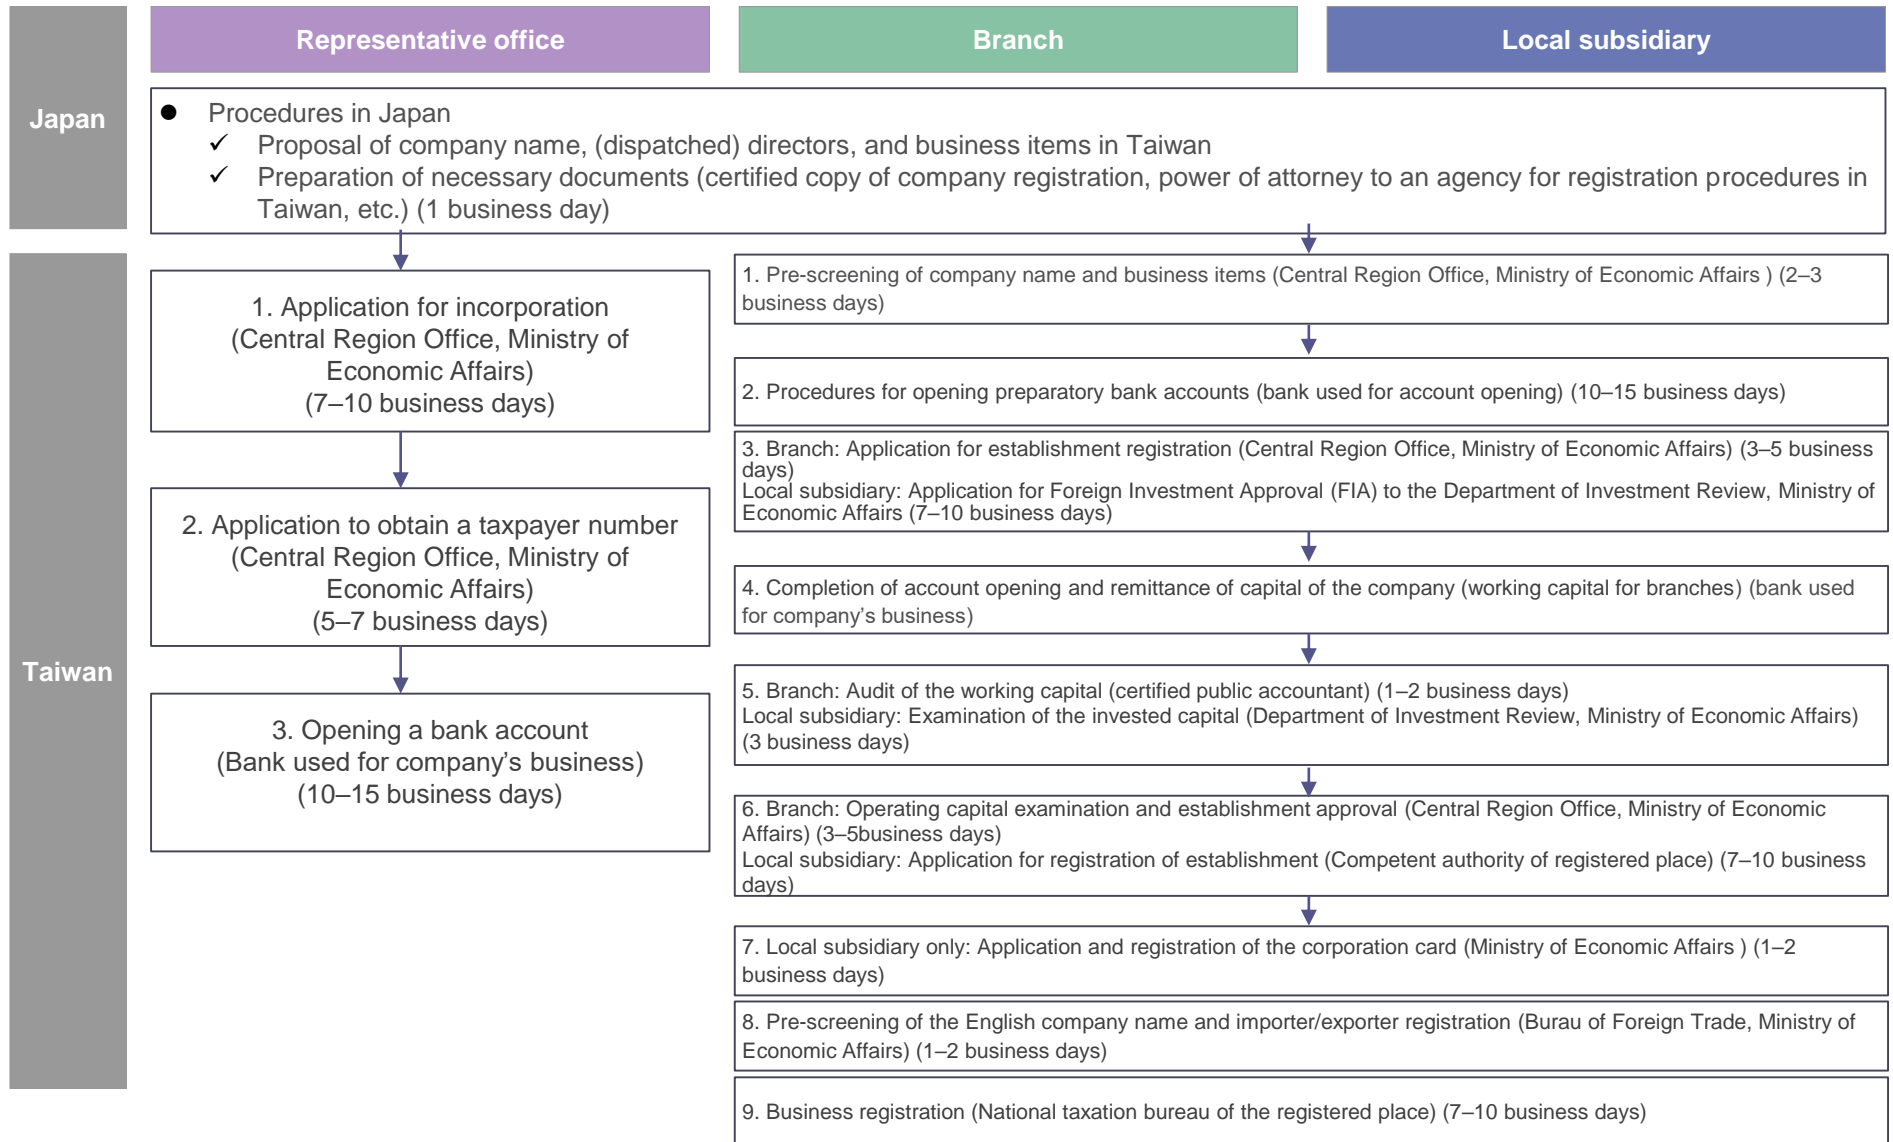 Representative office
Branch
Local subsidiary
Japan
● Procedures in Japan
✓ Proposal of company name, (dispatched) directors, and business items in Taiwan
✓ Preparation of necessary documents (certified copy of company registration, power of attorney to an agency for registration procedures in
Taiwan, etc.) (1 business day)
Taiwan
1. Application for incorporation
(Central Region Office, Ministry of
Economic Affairs)
(7–10 business days)
2. Application to obtain a taxpayer number
(Central Region Office, Ministry of
Economic Affairs)
(5–7 business days)
3. Opening a bank account
(Bank used for company’s business)
(10–15 business days)
1. Pre-screening of company name and business items (Central Region Office, Ministry of Economic Affairs ) (2–3
business days)
2. Procedures for opening preparatory bank accounts (bank used for account opening) (10–15 business days)
3. Branch: Application for establishment registration (Central Region Office, Ministry of Economic Affairs) (3–5 business
days)
Local subsidiary: Application for Foreign Investment Approval (FIA) to the Department of Investment Review, Ministry of
Economic Affairs (7–10 business days)
4. Completion of account opening and remittance of capital of the company (working capital for branches) (bank used
for company’s business)
5. Branch: Audit of the working capital (certified public accountant) (1–2 business days)
Local subsidiary: Examination of the invested capital (Department of Investment Review, Ministry of Economic Affairs)
(3 business days)
6. Branch: Operating capital examination and establishment approval (Central Region Office, Ministry of Economic
Affairs) (3–5business days)
Local subsidiary: Application for registration of establishment (Competent authority of registered place) (7–10 business
days)
7. Local subsidiary only: Application and registration of the corporation card (Ministry of Economic Affairs ) (1–2
business days)
8. Pre-screening of the English company name and importer/exporter registration (Burau of Foreign Trade, Ministry of
Economic Affairs) (1–2 business days)
9. Business registration (National taxation bureau of the registered place) (7–10 business days)